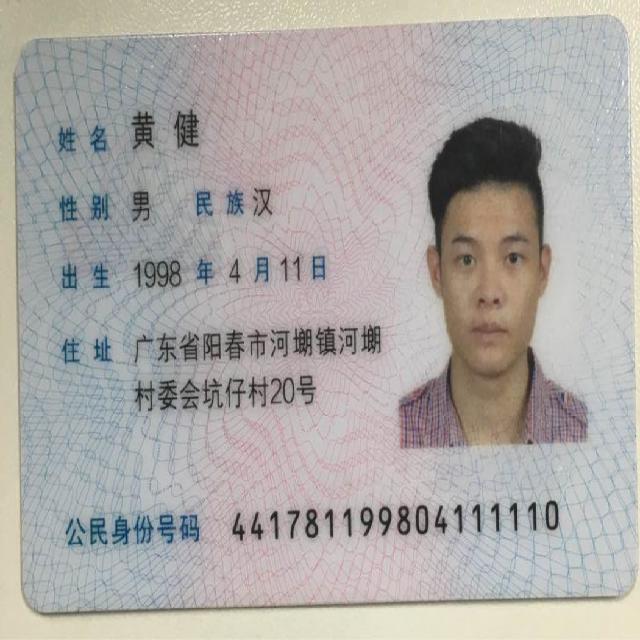 姓名 黄健
性别 男 民族 汉
出生 1998 年 4 月 11 日
住址 广东省阳春市河㙟镇河㙟
村委会坑仔村20号
公民身份号码 441781199804111110